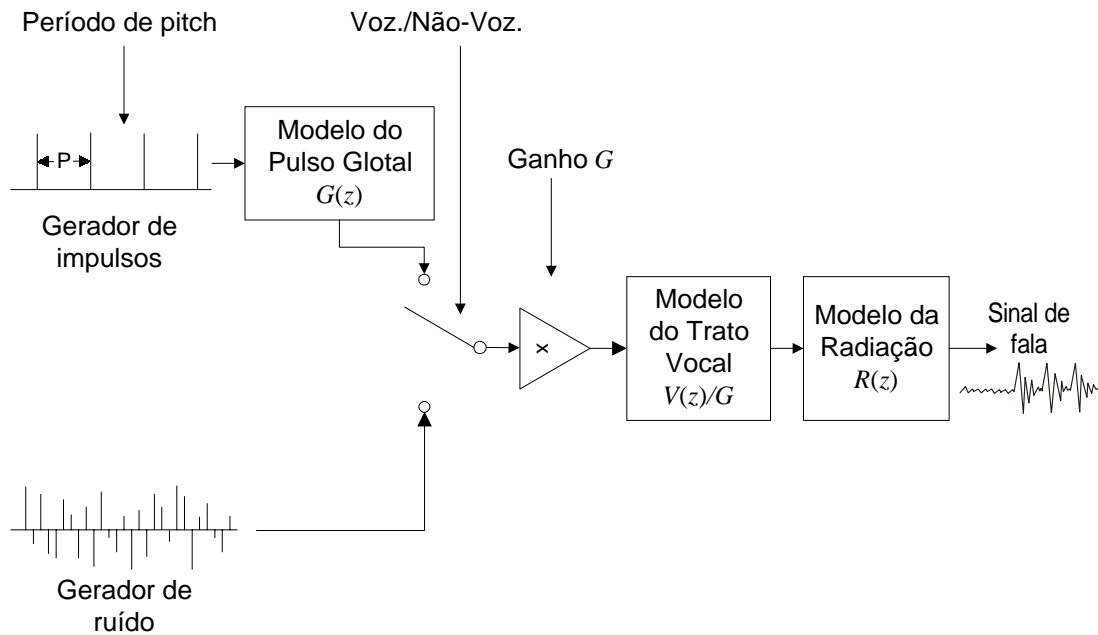 Período de pitch
Voz./Não-Voz.
P
Modelo do
Pulso Glotal
G(z)
Ganho G
Gerador de
impulsos
x
Modelo
do Trato
Vocal
V(z)/G
Modelo da
Radiação
R(z)
Sinal de
fala
Gerador de
ruído